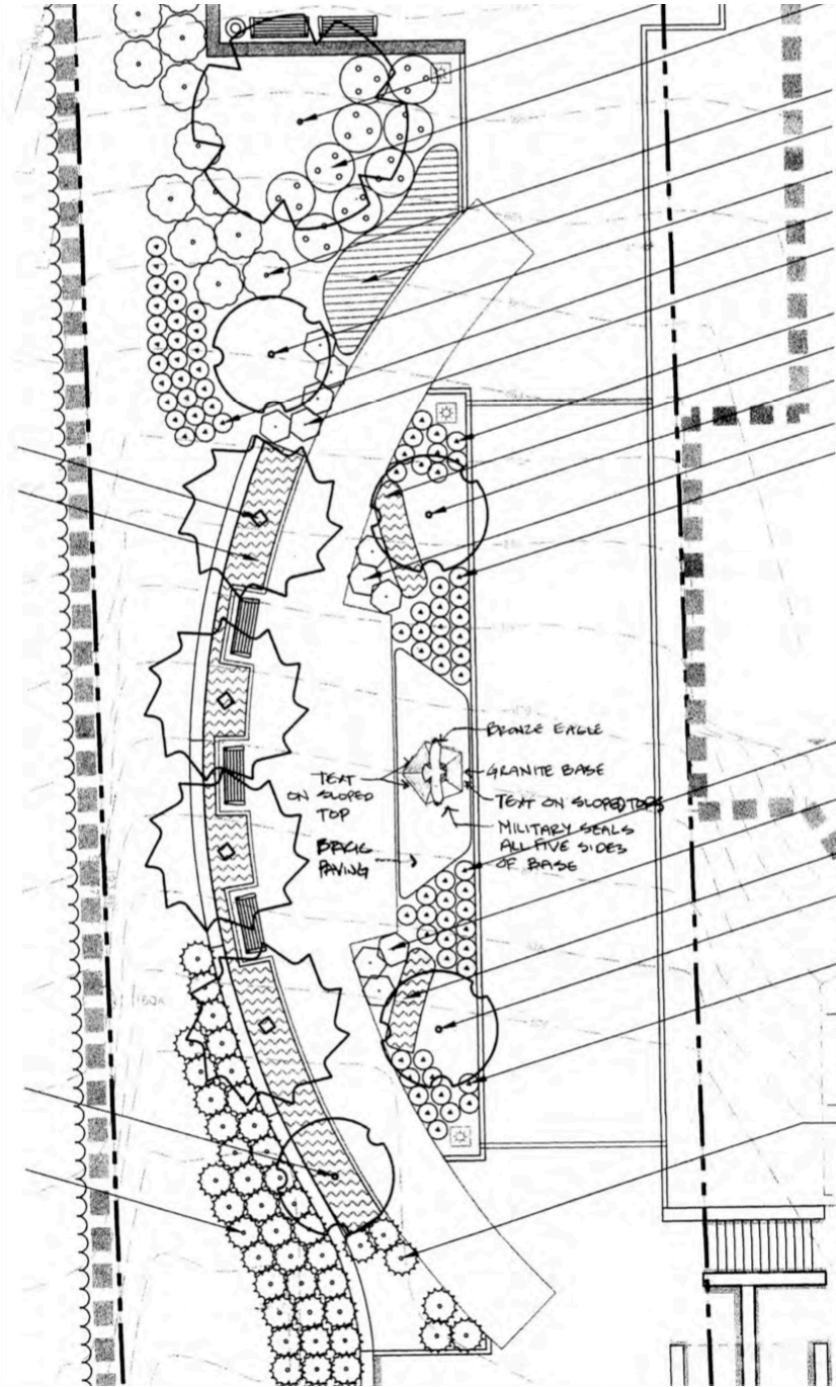 BRONZE EAGLE
GRANITE BASE
TEXT ON SLOPED TOPS
MILITARY SEALS
ALL FIVE SIDES
OF BASE
TEXT
ON SLOPED
TOP
BRICK
PAVING